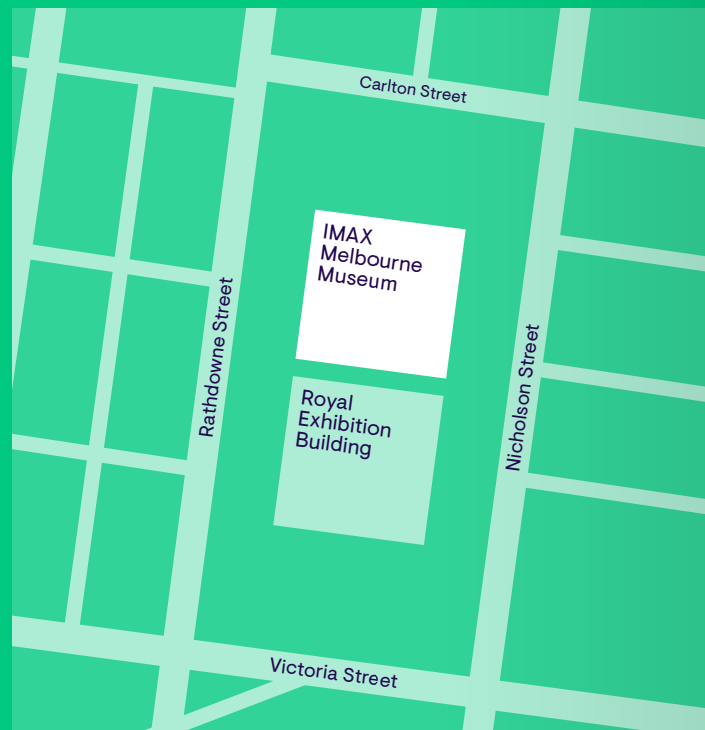 Carlton Street
IMAX
Melbourne
Museum
Rathdowne Street
Nicholson Street
Royal
Exhibition
Building
Victoria Street